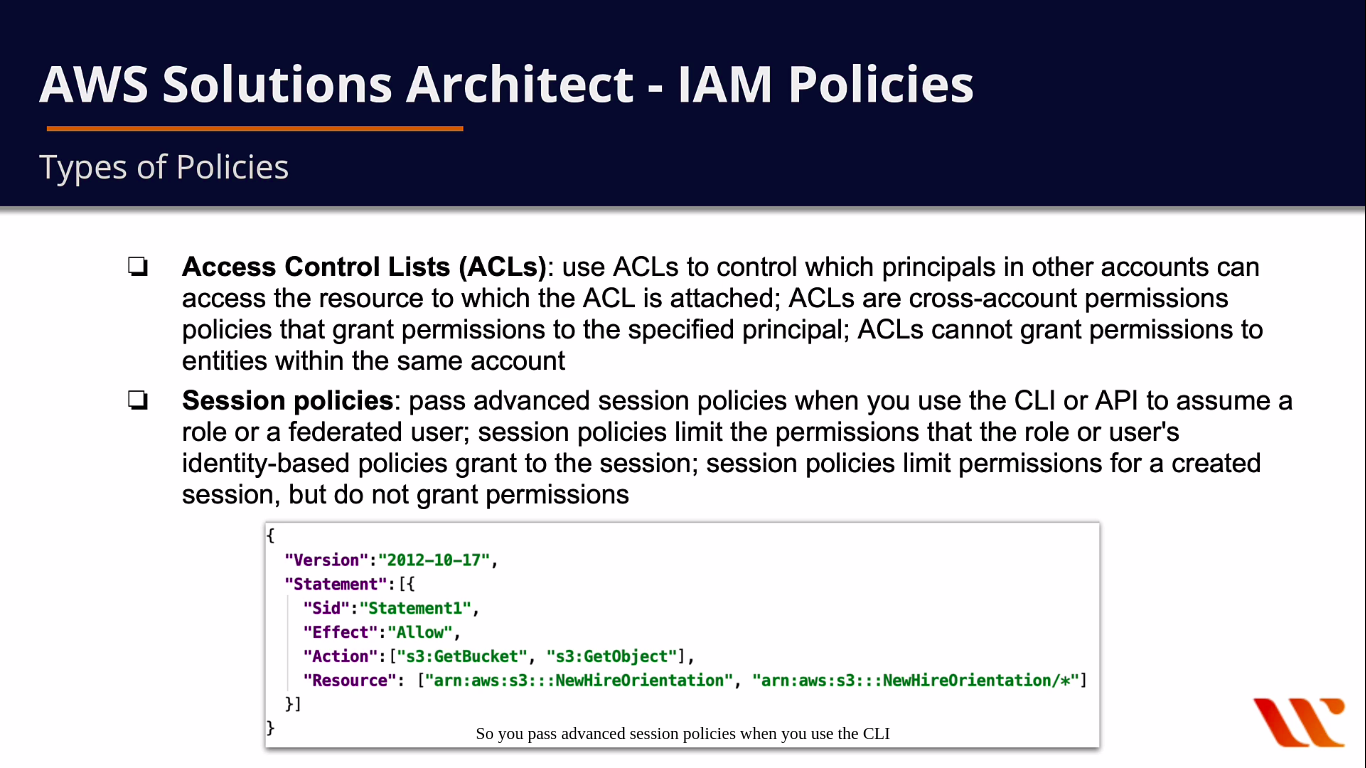 AWS Solutions Architect - IAM Policies
Types of Policies
❏ Access Control Lists (ACLs): use ACLs to control which principals in other accounts can
access the resource to which the ACL is attached; ACLs are cross-account permissions
policies that grant permissions to the specified principal; ACLs cannot grant permissions to
entities within the same account
❏ Session policies: pass advanced session policies when you use the CLI or API to assume a
role or a federated user; session policies limit the permissions that the role or user's
identity-based policies grant to the session; session policies limit permissions for a created
session, but do not grant permissions
{
"Version":"2012-10-17",
"Statement":[{
"Sid":"Statement1",
"Effect":"Allow",
"Action":["s3:GetBucket", "s3:GetObject"],
"Resource": ["arn:aws:s3:::NewHireOrientation", "arn:aws:s3:::NewHireOrientation/*"]
}]
}
So you pass advanced session policies when you use the CLI